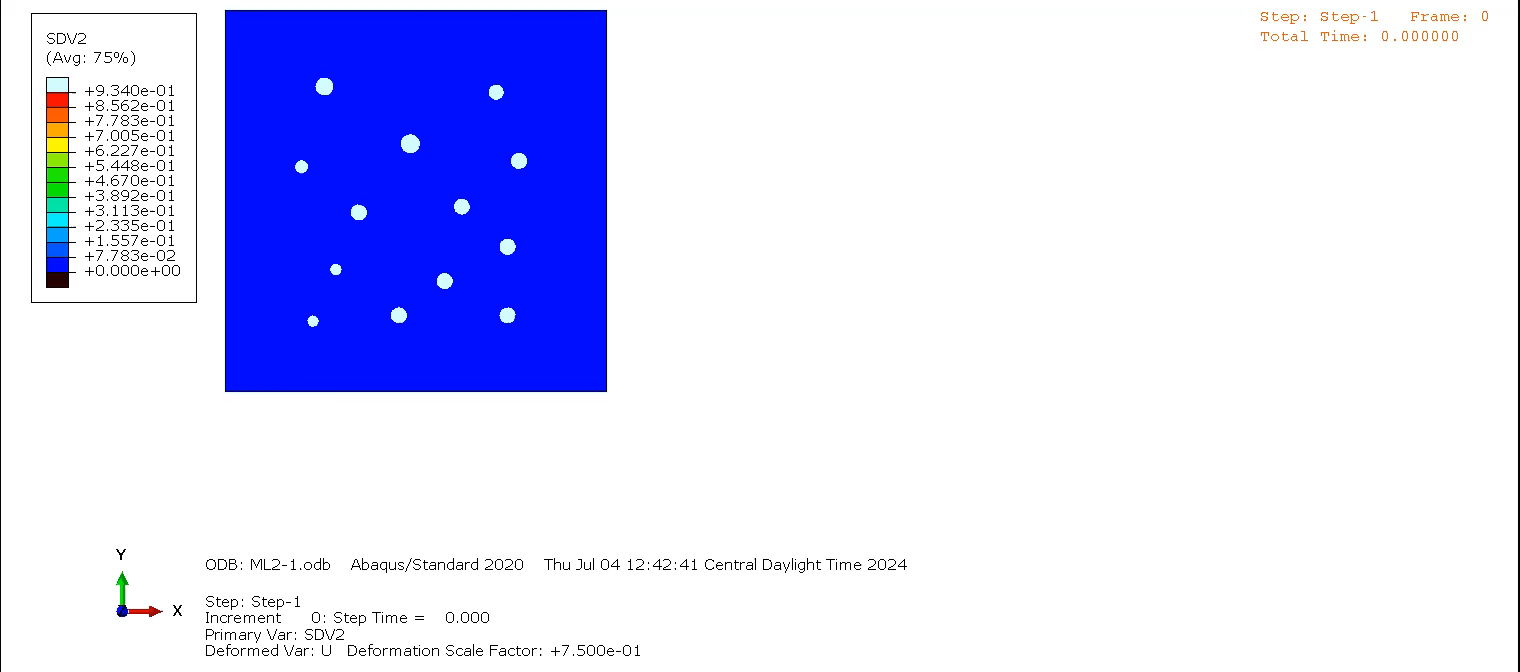 SDV2
(Avg: 75%)
+9.340e-01
+8.562e-01
+7.783e-01
+7.005e-01
+6.227e-01
+5.448e-01
+4.670e-01
+3.892e-01
+3.113e-01
+2.335e-01
+1.557e-01
+7.783e-02
+0.000e+00
Step: Step-1 Frame: 0
Total Time: 0.000000
Y
X
ODB: ML2-1.odb Abaqus/Standard 2020 Thu Jul 04 12:42:41 Central Daylight Time 2024
Step: Step-1
Increment 0: Step Time = 0.000
Primary Var: SDV2
Deformed Var: U Deformation Scale Factor: +7.500e-01